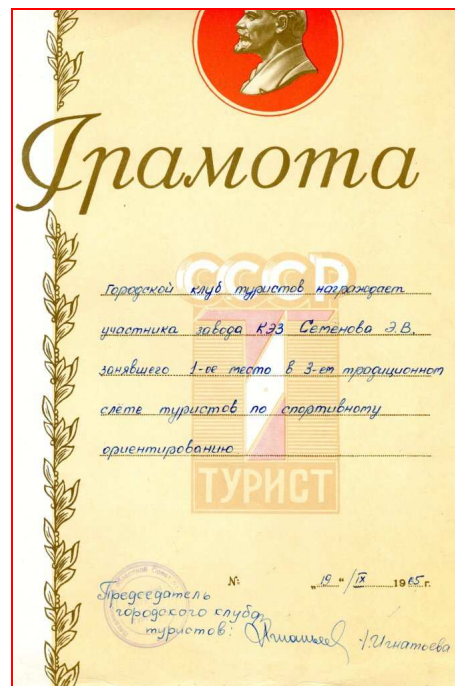 Грамота
СССР
Городской клуб туристов награждает
участника завода КЭЗ Семёнова Э.В.
занявшего 1-ое место в 3-ем традиционном
слёте туристов по спортивному
ориентированию
ТУРИСТ
№
„19“ IX 1965 г.
Председатель
городского клуба
туристов: /Игнатьева